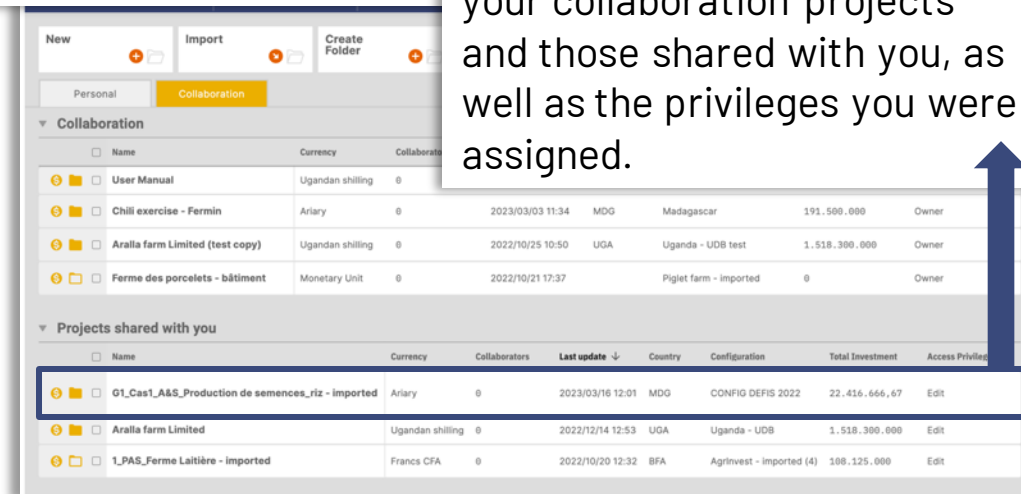 your collaboration projects
and those shared with you, as
well as the privileges you were
assigned.
New
Import
Create
Folder
Personal
Collaboration
Collaboration
Name Currency
User Manual Ugandan shilling 0
Chili exercise - Fermin Ariary 0 2023/03/03 11:34 MDG Madagascar 191.500.000 Owner
Aralla farm Limited (test copy) Ugandan shilling 0 2022/10/25 10:50 UGA Uganda - UDB test 1.518.300.000 Owner
Ferme des porcelets - bâtiment Monetary Unit 0 2022/10/21 17:37 Piglet farm - imported 0 Owner
Projects shared with you
Name Currency Collaborators Last update ↓ Country Configuration Total Investment Access
G1_Cas1_A&S_Production de semences_riz - imported Ariary 0 2023/03/16 12:01 MDG CONFIG DEFIS 2022 22.416.666,67 Edit
Aralla farm Limited Ugandan shilling 0 2022/12/14 12:53 UGA Uganda - UDB 1.518.300.000 Edit
1_PAS_Ferme Laitière - imported Francs CFA 0 2022/10/20 12:32 BFA AgrInvest - imported (4) 108.125.000 Edit